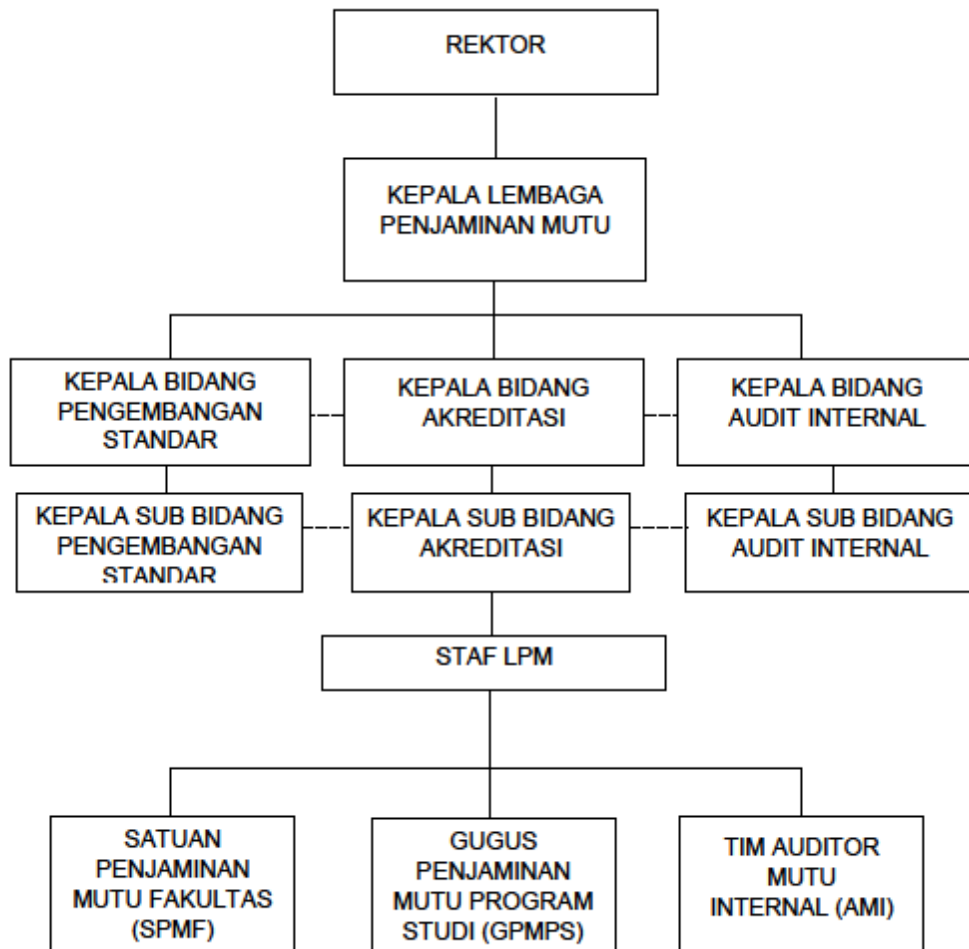 REKTOR
KEPALA LEMBAGA
PENJAMINAN MUTU
KEPALA BIDANG
PENGEMBANGAN
STANDAR
KEPALA BIDANG
AKREDITASI
KEPALA BIDANG
AUDIT INTERNAL
KEPALA SUB BIDANG
PENGEMBANGAN
STANDAR
KEPALA SUB BIDANG
AKREDITASI
KEPALA SUB BIDANG
AUDIT INTERNAL
STAF LPM
SATUAN
PENJAMINAN
MUTU FAKULTAS
(SPMF)
GUGUS
PENJAMINAN
MUTU PROGRAM
STUDI (GPMPS)
TIM AUDITOR
MUTU
INTERNAL (AMI)